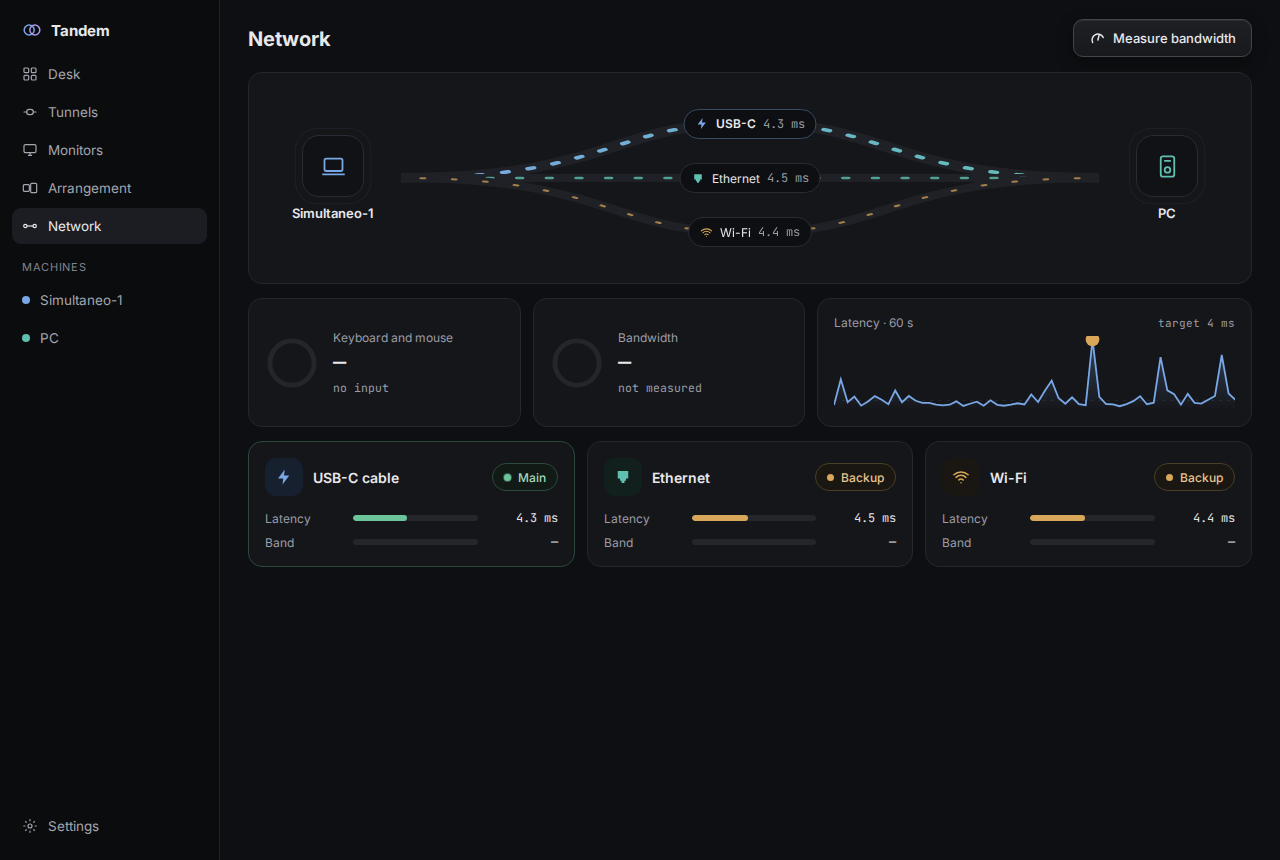 Tandem
Desk
Tunnels
Monitors
Arrangement
Network
MACHINES
Simultaneo-1
PC
Settings
Network
Measure bandwidth
USB-C 4.3 ms
Ethernet 4.5 ms
Wi-Fi 4.4 ms
Simultaneo-1
PC
Keyboard and mouse
—
no input
Bandwidth
—
not measured
Latency · 60 s
target 4 ms
USB-C cable
Main
Latency 4.3 ms
Band —
Ethernet
Backup
Latency 4.5 ms
Band —
Wi-Fi
Backup
Latency 4.4 ms
Band —